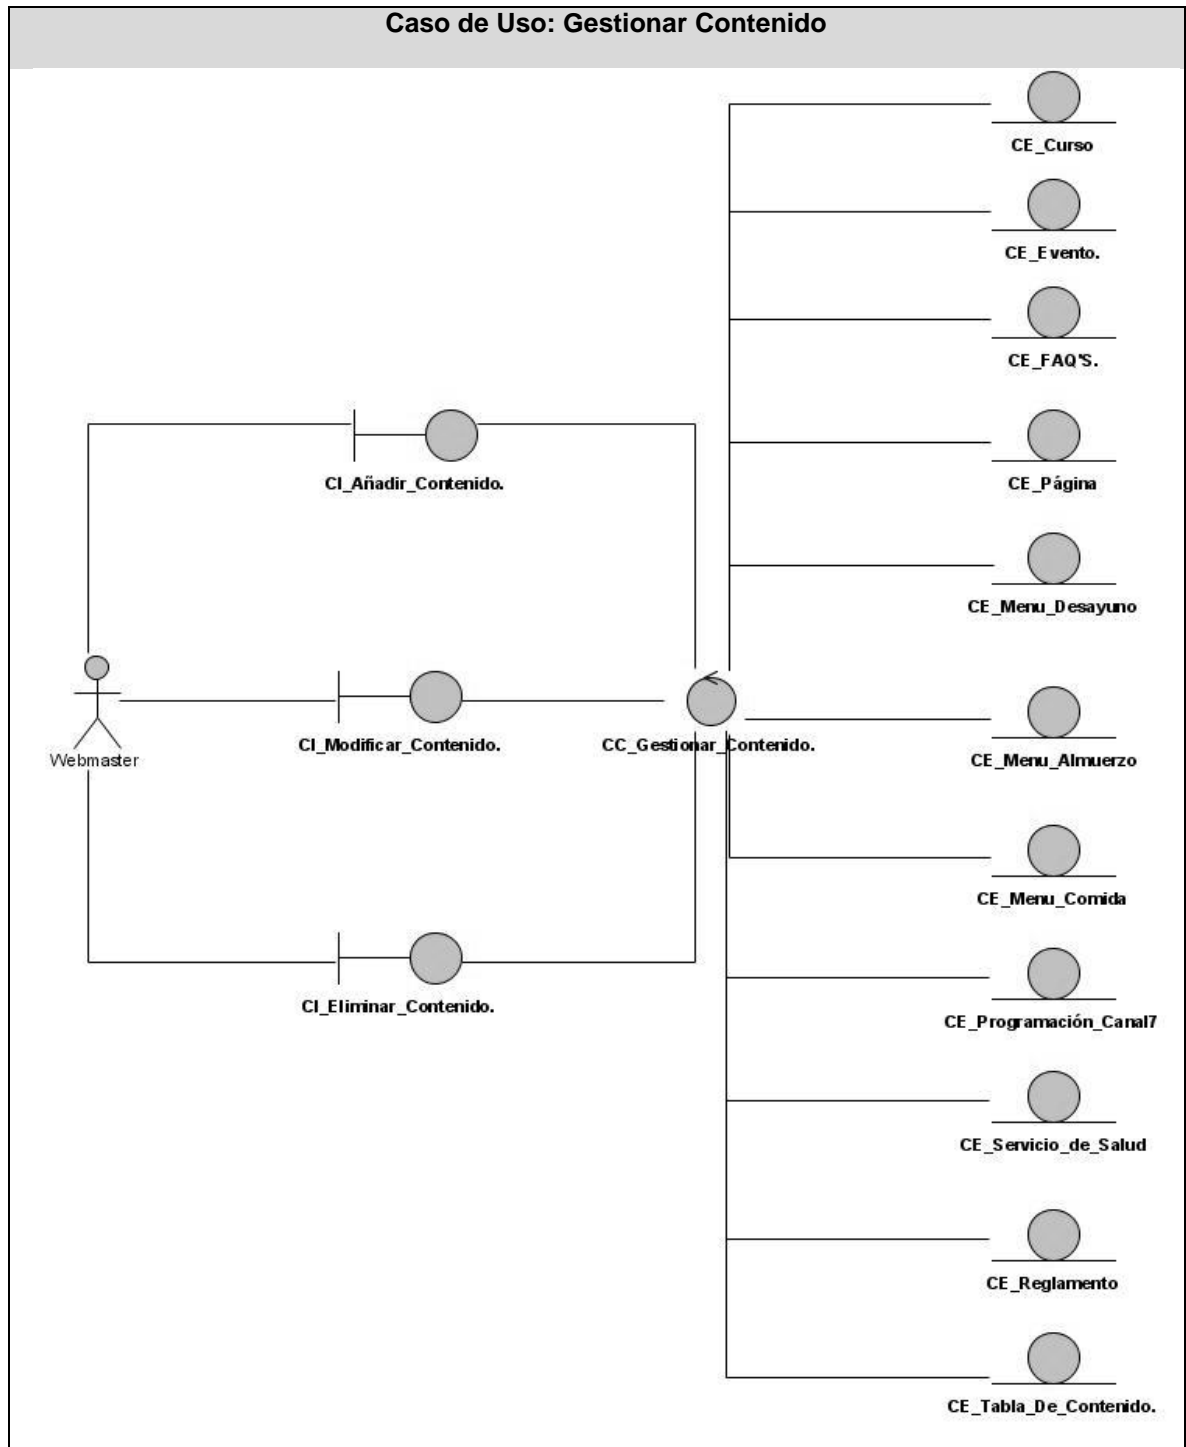 Caso de Uso: Gestionar Contenido
CE_Curso
CE_Evento.
CE_FAQ'S.
CE_Página
CE_Menu_Desayuno
CI_Añadir_Contenido.
Webmaster
CI_Modificar_Contenido.
CC_Gestionar_Contenido.
CE_Menu_Almuerzo
CE_Menu_Comida
CI_Eliminar_Contenido.
CE_Programación_Canal7
CE_Servicio_de_Salud
CE_Reglamento
CE_Tabla_De_Contenido.